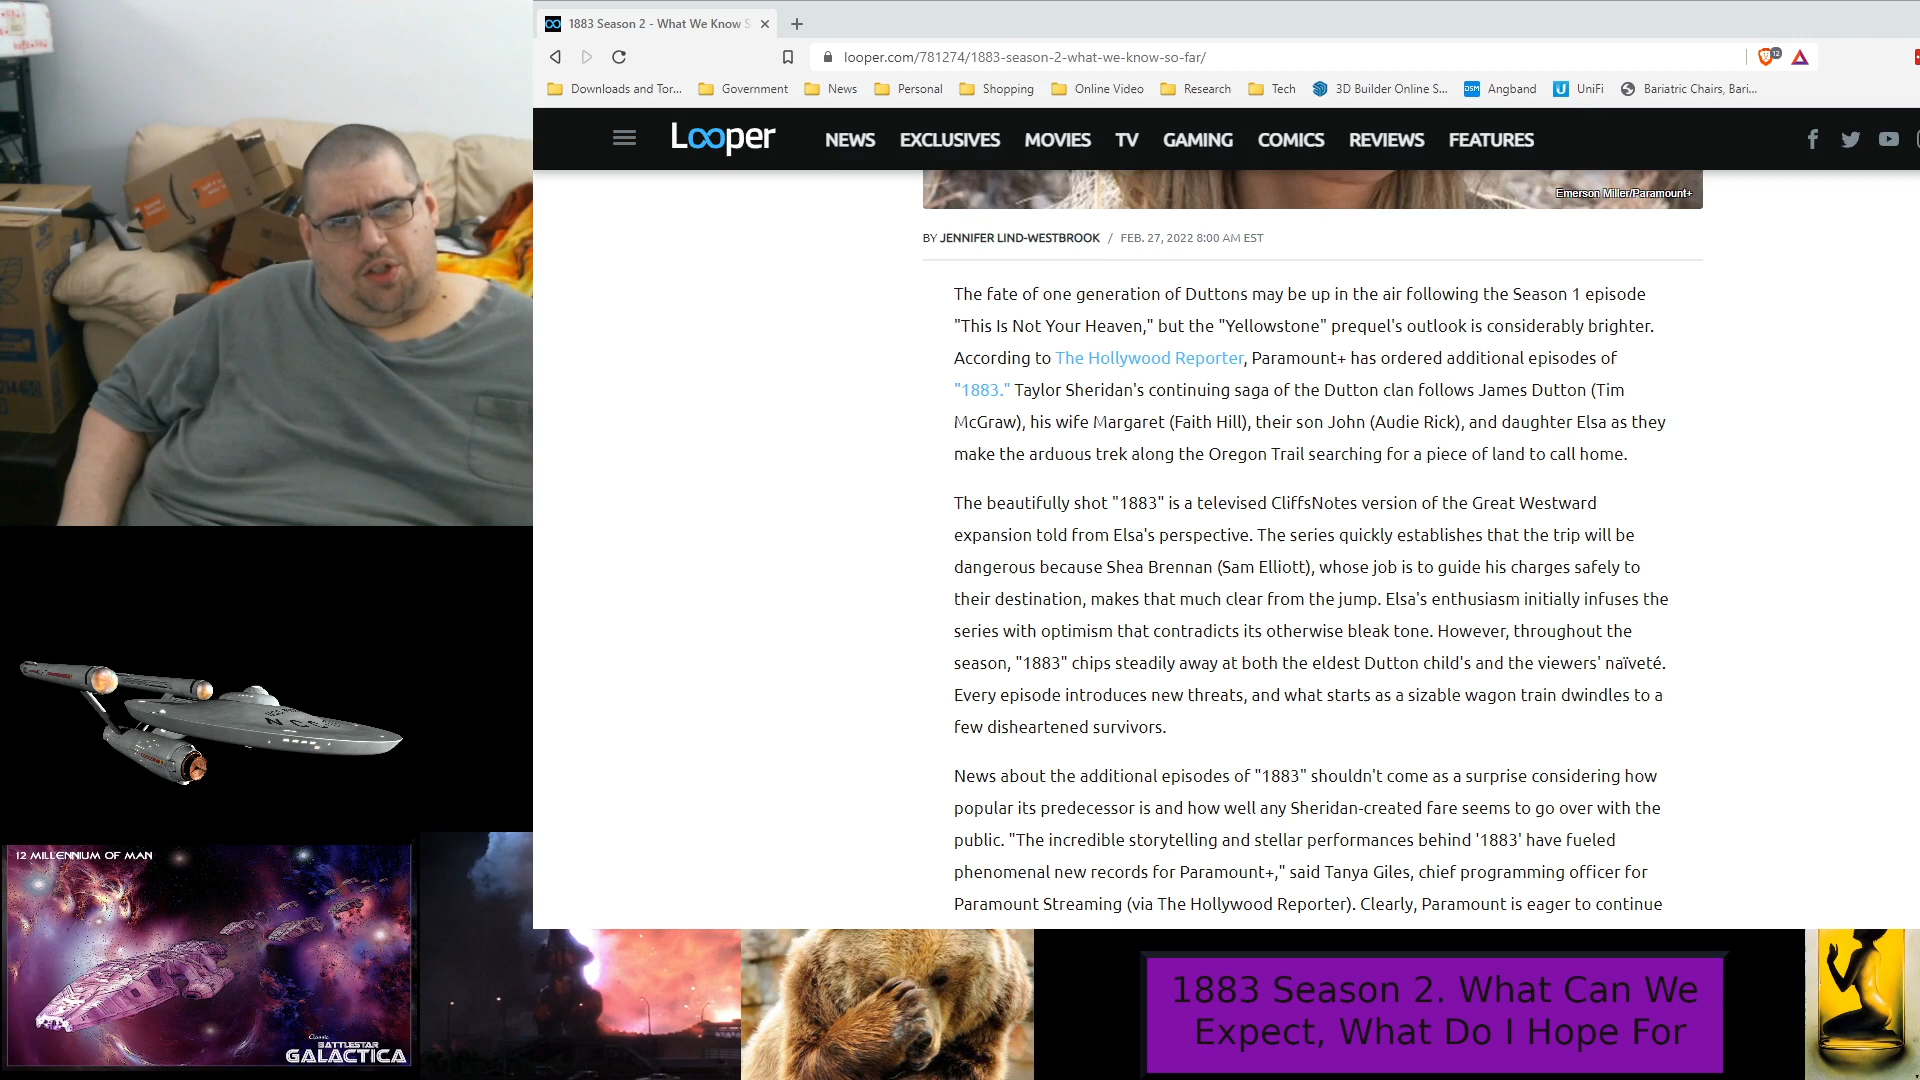 1883 Season 2 - What We Know S
looper.com/781274/1883-season-2-what-we-know-so-far/
12
Downloads and Tor... Government News Personal Shopping Online Video Research Tech 3D Builder Online S... DSM Angband UniFi Bariatric Chairs, Bari...
Looper NEWS EXCLUSIVES MOVIES TV GAMING COMICS REVIEWS FEATURES
Emerson Miller/Paramount+
BY JENNIFER LIND-WESTBROOK / FEB. 27, 2022 8:00 AM EST
The fate of one generation of Duttons may be up in the air following the Season 1 episode
"This Is Not Your Heaven," but the "Yellowstone" prequel's outlook is considerably brighter.
According to The Hollywood Reporter, Paramount+ has ordered additional episodes of
"1883." Taylor Sheridan's continuing saga of the Dutton clan follows James Dutton (Tim
McGraw), his wife Margaret (Faith Hill), their son John (Audie Rick), and daughter Elsa as they
make the arduous trek along the Oregon Trail searching for a piece of land to call home.
The beautifully shot "1883" is a televised CliffsNotes version of the Great Westward
expansion told from Elsa's perspective. The series quickly establishes that the trip will be
dangerous because Shea Brennan (Sam Elliott), whose job is to guide his charges safely to
their destination, makes that much clear from the jump. Elsa's enthusiasm initially infuses the
series with optimism that contradicts its otherwise bleak tone. However, throughout the
season, "1883" chips steadily away at both the eldest Dutton child's and the viewers' naïveté.
Every episode introduces new threats, and what starts as a sizable wagon train dwindles to a
few disheartened survivors.
News about the additional episodes of "1883" shouldn't come as a surprise considering how
popular its predecessor is and how well any Sheridan-created fare seems to go over with the
public. "The incredible storytelling and stellar performances behind '1883' have fueled
phenomenal new records for Paramount+," said Tanya Giles, chief programming officer for
Paramount Streaming (via The Hollywood Reporter). Clearly, Paramount is eager to continue
12 MILLENNIUM OF MAN
Classic
BATTLESTAR
GALACTICA
1883 Season 2. What Can We
Expect, What Do I Hope For